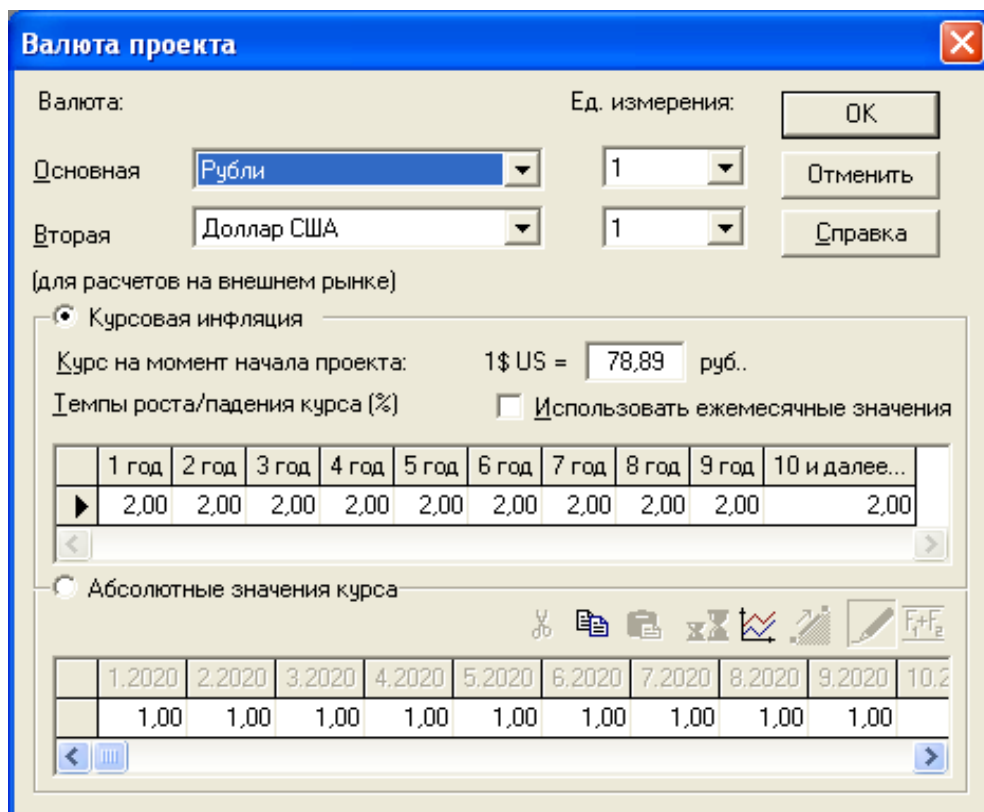 Валюта проекта
Валюта: Ед. измерения: OK
Основная Рубли 1 Отменить
Вторая Доллар США 1 Справка
(для расчетов на внешнем рынке)
Курсовая инфляция
Курс на момент начала проекта: 1$ US = 78,89 руб..
Темпы роста/падения курса (%) Использовать ежемесячные значения
1 год 2 год 3 год 4 год 5 год 6 год 7 год 8 год 9 год 10 и далее...
2,00 2,00 2,00 2,00 2,00 2,00 2,00 2,00 2,00 2,00
Абсолютные значения курса
F1+F2
1.2020 2.2020 3.2020 4.2020 5.2020 6.2020 7.2020 8.2020 9.2020 10.2
1,00 1,00 1,00 1,00 1,00 1,00 1,00 1,00 1,00